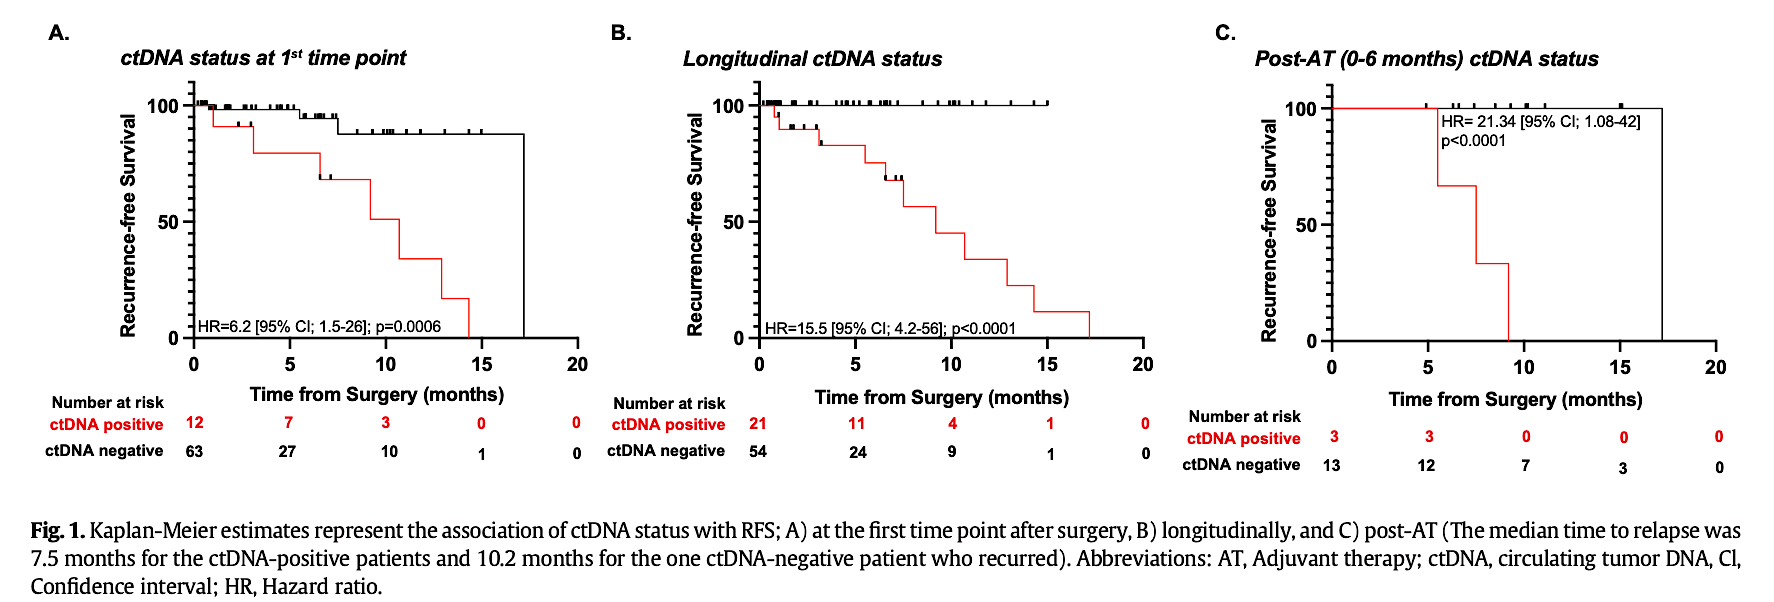 A.
ctDNA status at 1st time point
100
50
0
Recurrence-free Survival
HR=6.2 [95% CI; 1.5-26]; p=0.0006
0 5 10 15 20
Time from Surgery (months)
Number at risk
ctDNA positive 12 7 3 0 0
ctDNA negative 63 27 10 1 0
B.
Longitudinal ctDNA status
100
50
0
Recurrence-free Survival
HR=15.5 [95% CI; 4.2-56]; p<0.0001
0 5 10 15 20
Time from Surgery (months)
Number at risk
ctDNA positive 21 11 4 1 0
ctDNA negative 54 24 9 1 0
C.
Post-AT (0-6 months) ctDNA status
100
50
0
Recurrence-free Survival
HR= 21.34 [95% CI; 1.08-42]
p<0.0001
0 5 10 15 20
Time from Surgery (months)
Number at risk
ctDNA positive 3 3 0 0 0
ctDNA negative 13 12 7 3 0
Fig. 1. Kaplan-Meier estimates represent the association of ctDNA status with RFS; A) at the first time point after surgery, B) longitudinally, and C) post-AT (The median time to relapse was
7.5 months for the ctDNA-positive patients and 10.2 months for the one ctDNA-negative patient who recurred). Abbreviations: AT, Adjuvant therapy; ctDNA, circulating tumor DNA, Cl,
Confidence interval; HR, Hazard ratio.